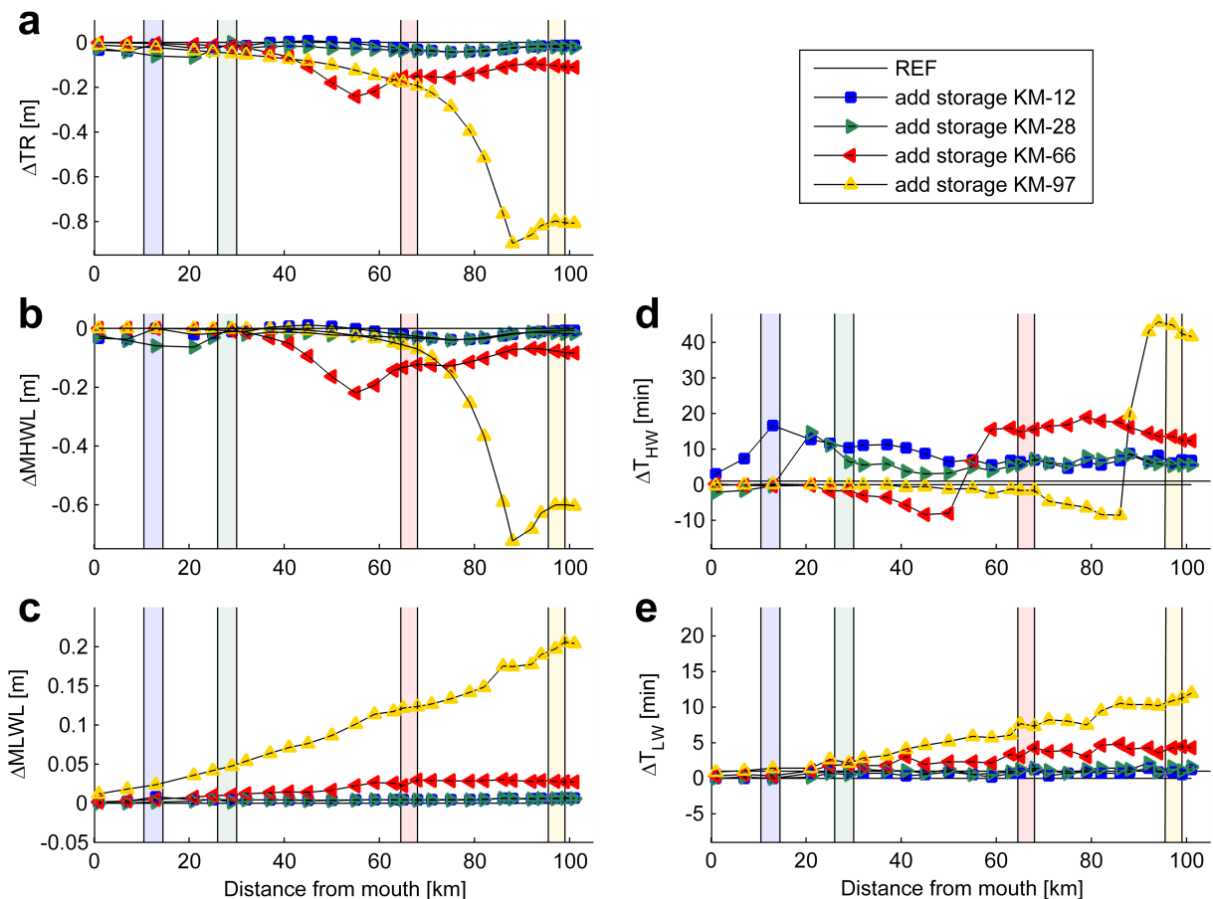 a
0
-0.2
-0.4
-0.6
-0.8
ΔTR [m]
0 20 40 60 80 100
REF
add storage KM-12
add storage KM-28
add storage KM-66
add storage KM-97
b
0
-0.2
-0.4
-0.6
ΔMHWL [m]
0 20 40 60 80 100
d
40
30
20
10
0
-10
ΔT_HW [min]
0 20 40 60 80 100
c
0.2
0.15
0.1
0.05
0
-0.05
ΔMLWL [m]
0 20 40 60 80 100
Distance from mouth [km]
e
20
15
10
5
0
-5
ΔT_LW [min]
0 20 40 60 80 100
Distance from mouth [km]